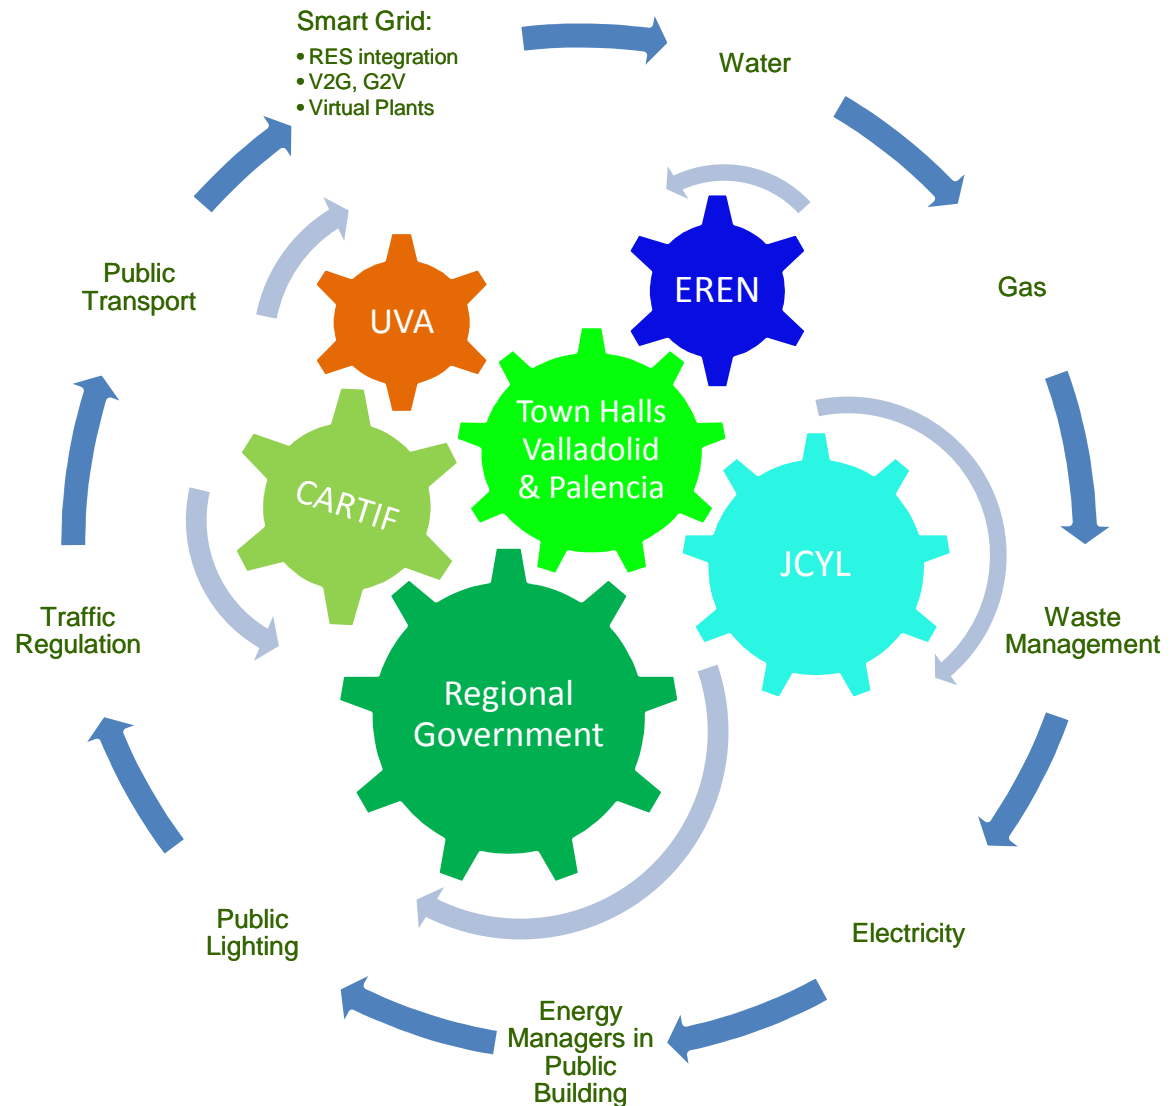 Smart Grid:
• RES integration
• V2G, G2V
• Virtual Plants
Water
Gas
Waste
Management
Electricity
Energy
Managers in
Public
Building
Public
Lighting
Traffic
Regulation
Public
Transport
UVA
EREN
Town Halls
Valladolid
& Palencia
CARTIF
JCYL
Regional
Government